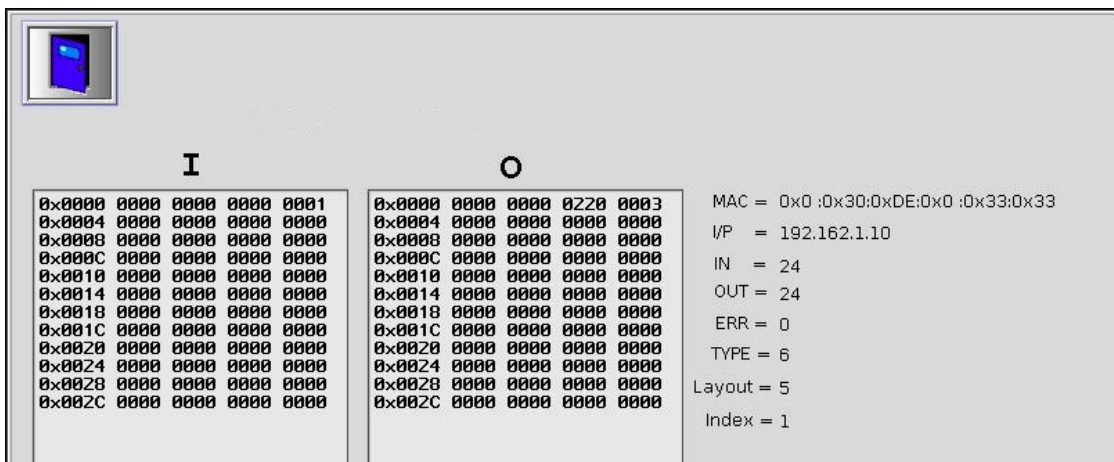 I
O
0x0000 0000 0000 0000 0001
0x0004 0000 0000 0000 0000
0x0008 0000 0000 0000 0000
0x000C 0000 0000 0000 0000
0x0010 0000 0000 0000 0000
0x0014 0000 0000 0000 0000
0x0018 0000 0000 0000 0000
0x001C 0000 0000 0000 0000
0x0020 0000 0000 0000 0000
0x0024 0000 0000 0000 0000
0x0028 0000 0000 0000 0000
0x002C 0000 0000 0000 0000
0x0000 0000 0000 0220 0003
0x0004 0000 0000 0000 0000
0x0008 0000 0000 0000 0000
0x000C 0000 0000 0000 0000
0x0010 0000 0000 0000 0000
0x0014 0000 0000 0000 0000
0x0018 0000 0000 0000 0000
0x001C 0000 0000 0000 0000
0x0020 0000 0000 0000 0000
0x0024 0000 0000 0000 0000
0x0028 0000 0000 0000 0000
0x002C 0000 0000 0000 0000
MAC = 0x0 :0x30:0xDE:0x0 :0x33:0x33
I/P = 192.162.1.10
IN = 24
OUT = 24
ERR = 0
TYPE = 6
Layout = 5
Index = 1